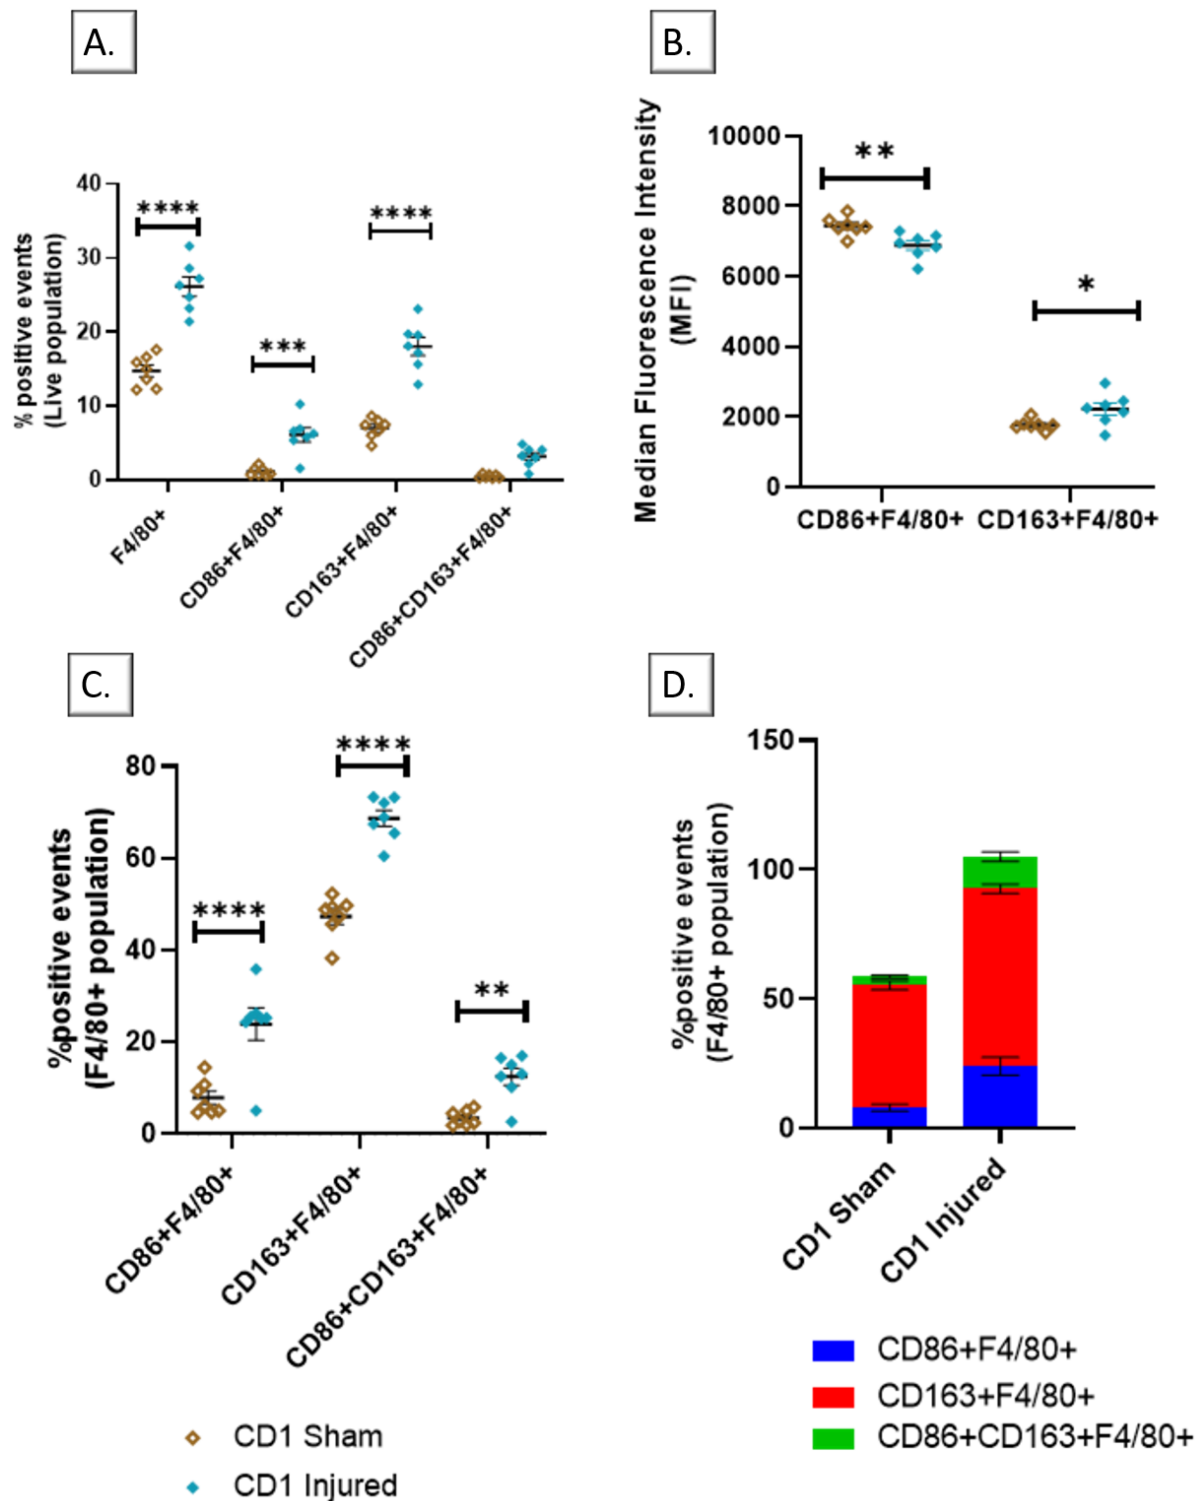 A.
% positive events
(Live population)
40
30
20
10
0
****
***
****
F4/80+
CD86+F4/80+
CD163+F4/80+
CD86+CD163+F4/80+
B.
Median Fluorescence Intensity
(MFI)
10000
8000
6000
4000
2000
0
**
*
CD86+F4/80+
CD163+F4/80+
C.
%positive events
(F4/80+ population)
80
60
40
20
0
****
****
**
CD86+F4/80+
CD163+F4/80+
CD86+CD163+F4/80+
CD1 Sham
CD1 Injured
D.
%positive events
(F4/80+ population)
150
100
50
0
CD1 Sham
CD1 Injured
CD86+F4/80+
CD163+F4/80+
CD86+CD163+F4/80+